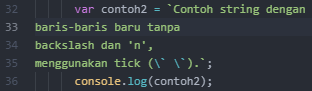 32 var contoh2 = `Contoh string dengan
33 baris-baris baru tanpa
34 backslash dan 'n',
35 menggunakan tick (\` \`).`;
36 console.log(contoh2);